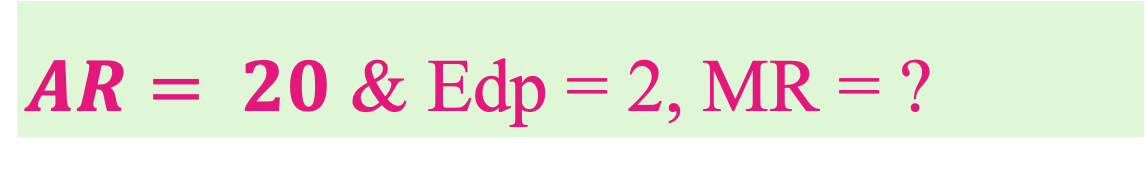 AR = 20 & Edp = 2, MR = ?